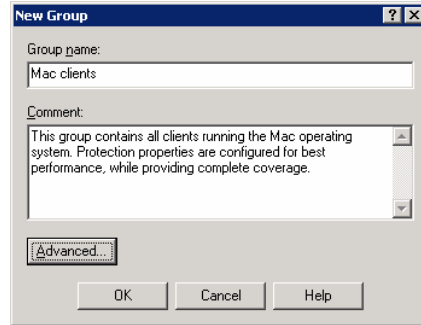 New Group
Group name:
Mac clients
Comment:
This group contains all clients running the Mac operating
system. Protection properties are configured for best
performance, while providing complete coverage.
Advanced...
OK Cancel Help